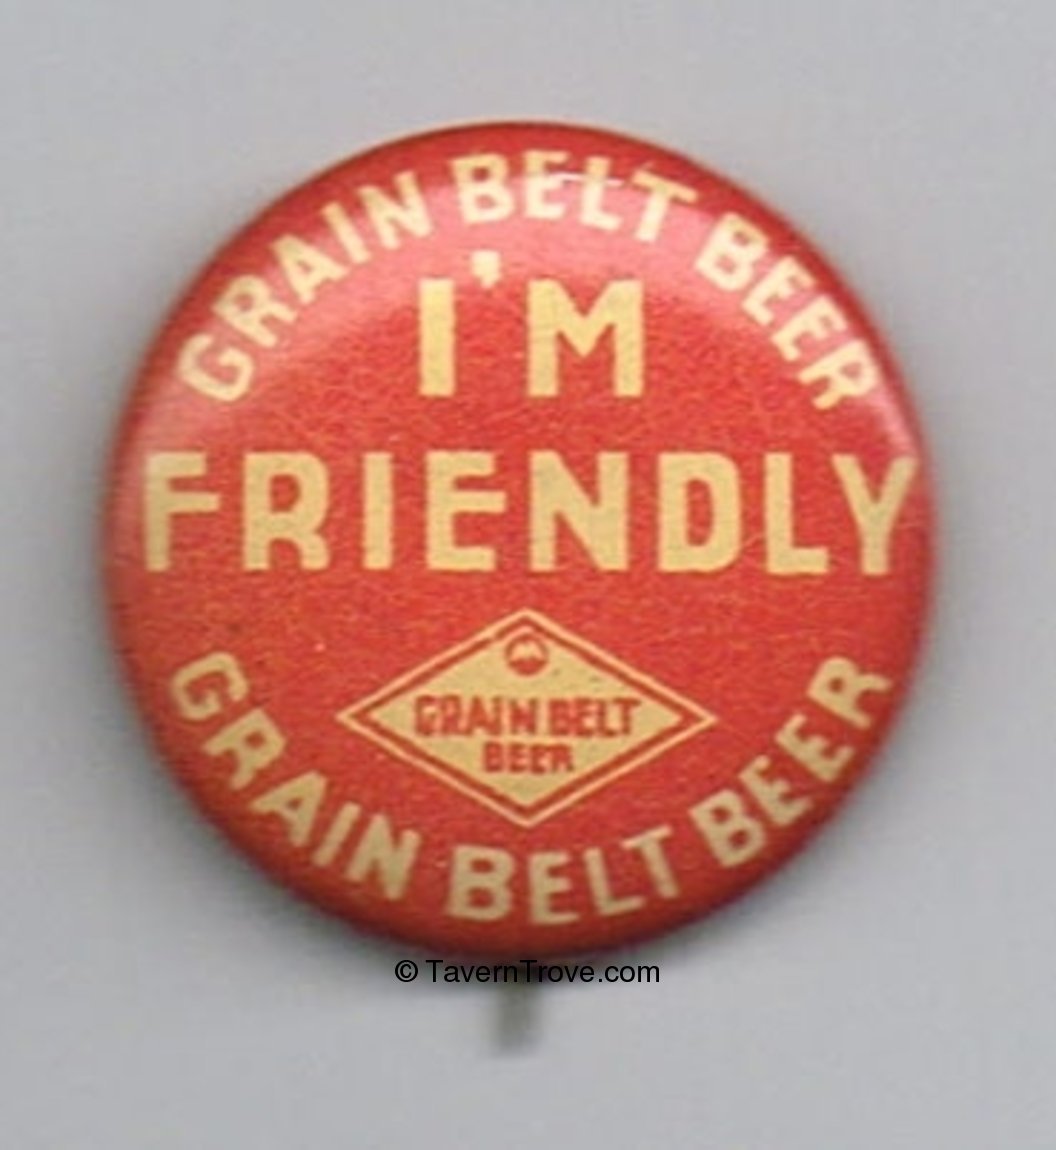 GRAIN BELT BEER
I'M
FRIENDLY
GRAIN BELT
BEER
GRAIN BELT BEER
© TavernTrove.com